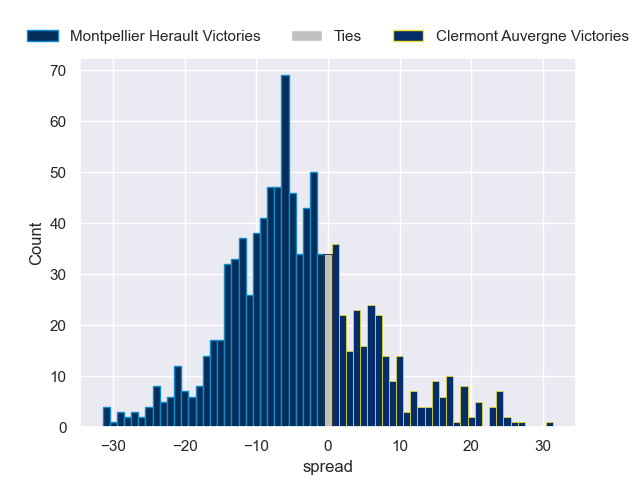 Montpellier Herault Victories Ties Clermont Auvergne Victories
70
60
50
40
30
20
10
0
Count
−30 −20 −10 0 10 20 30
spread